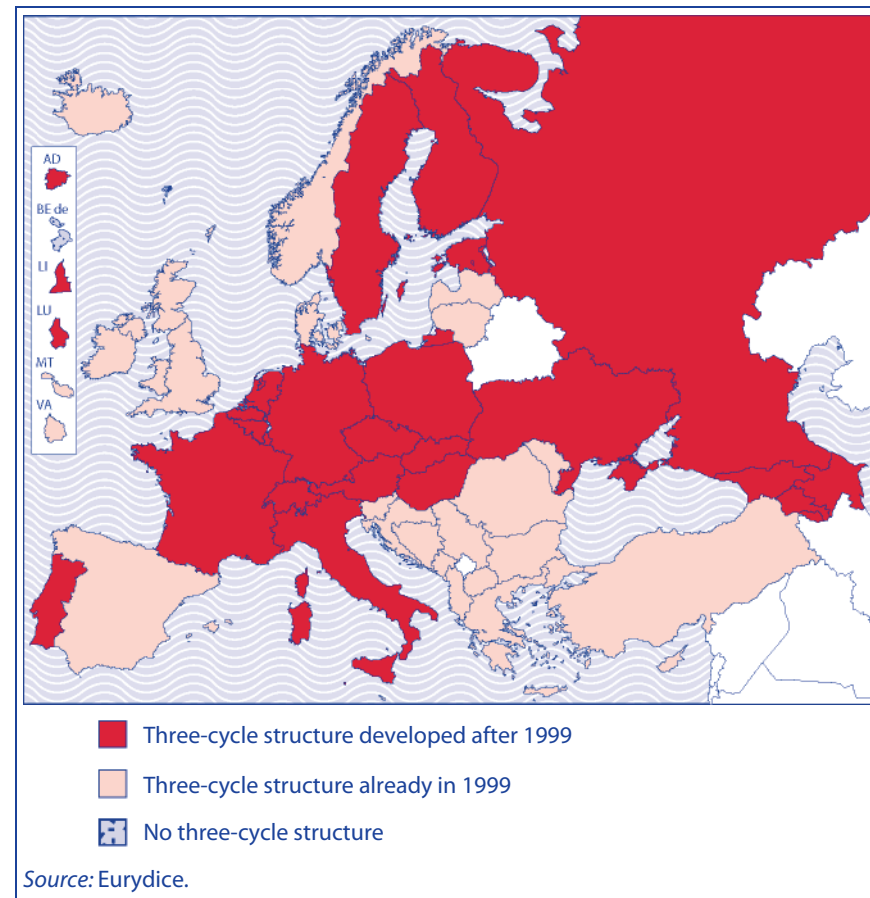 AD
BE de
LI
LU
MT
VA
Three-cycle structure developed after 1999
Three-cycle structure already in 1999
No three-cycle structure
Source: Eurydice.